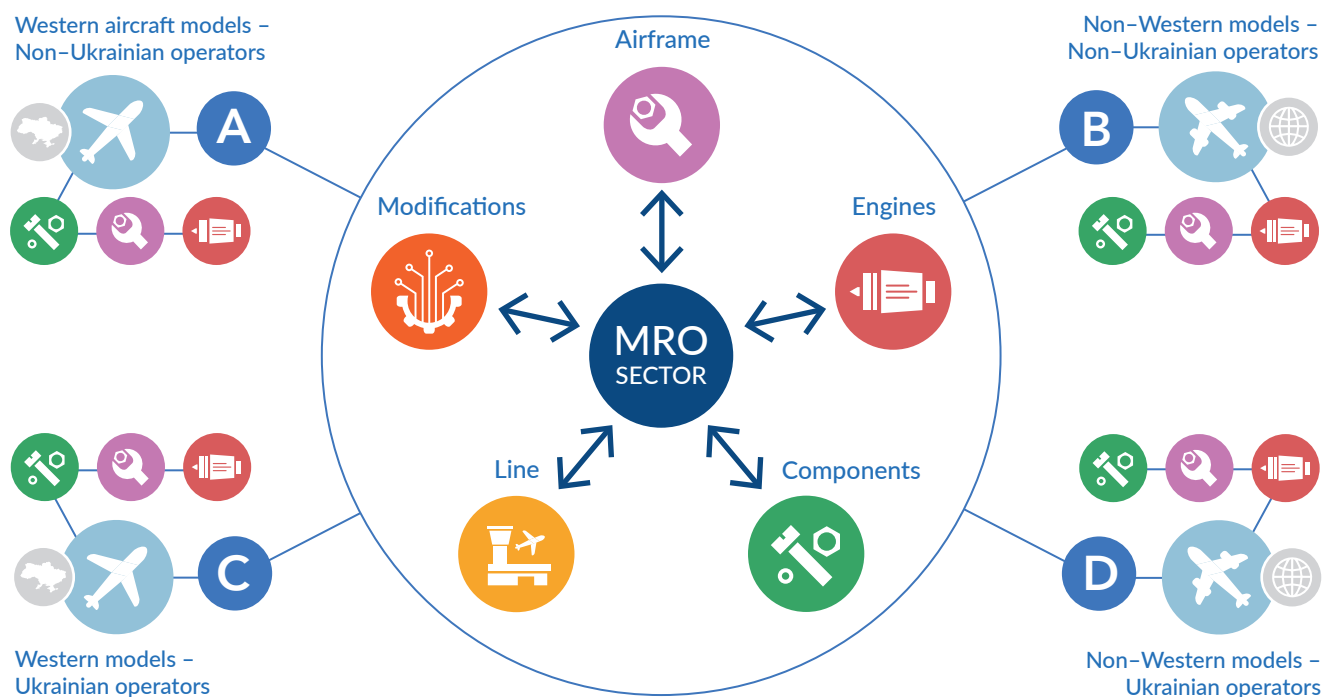 Western aircraft models –
Non–Ukrainian operators
A
Airframe
Non–Western models –
Non–Ukrainian operators
B
Modifications
Engines
MRO
SECTOR
Line
Components
C
Western models –
Ukrainian operators
D
Non–Western models –
Ukrainian operators